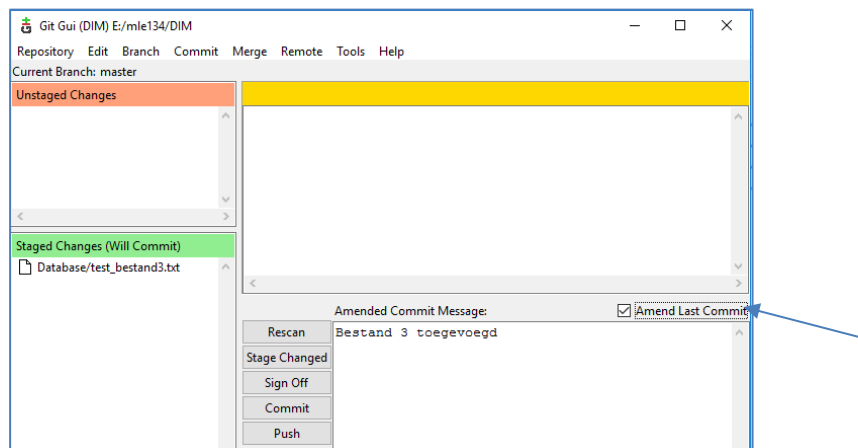 Git Gui (DIM) E:/mle134/DIM
Repository Edit Branch Commit Merge Remote Tools Help
Current Branch: master
Unstaged Changes
Staged Changes (Will Commit)
Database/test_bestand3.txt
Amended Commit Message:
Amend Last Commit
Rescan
Bestand 3 toegevoegd
Stage Changed
Sign Off
Commit
Push